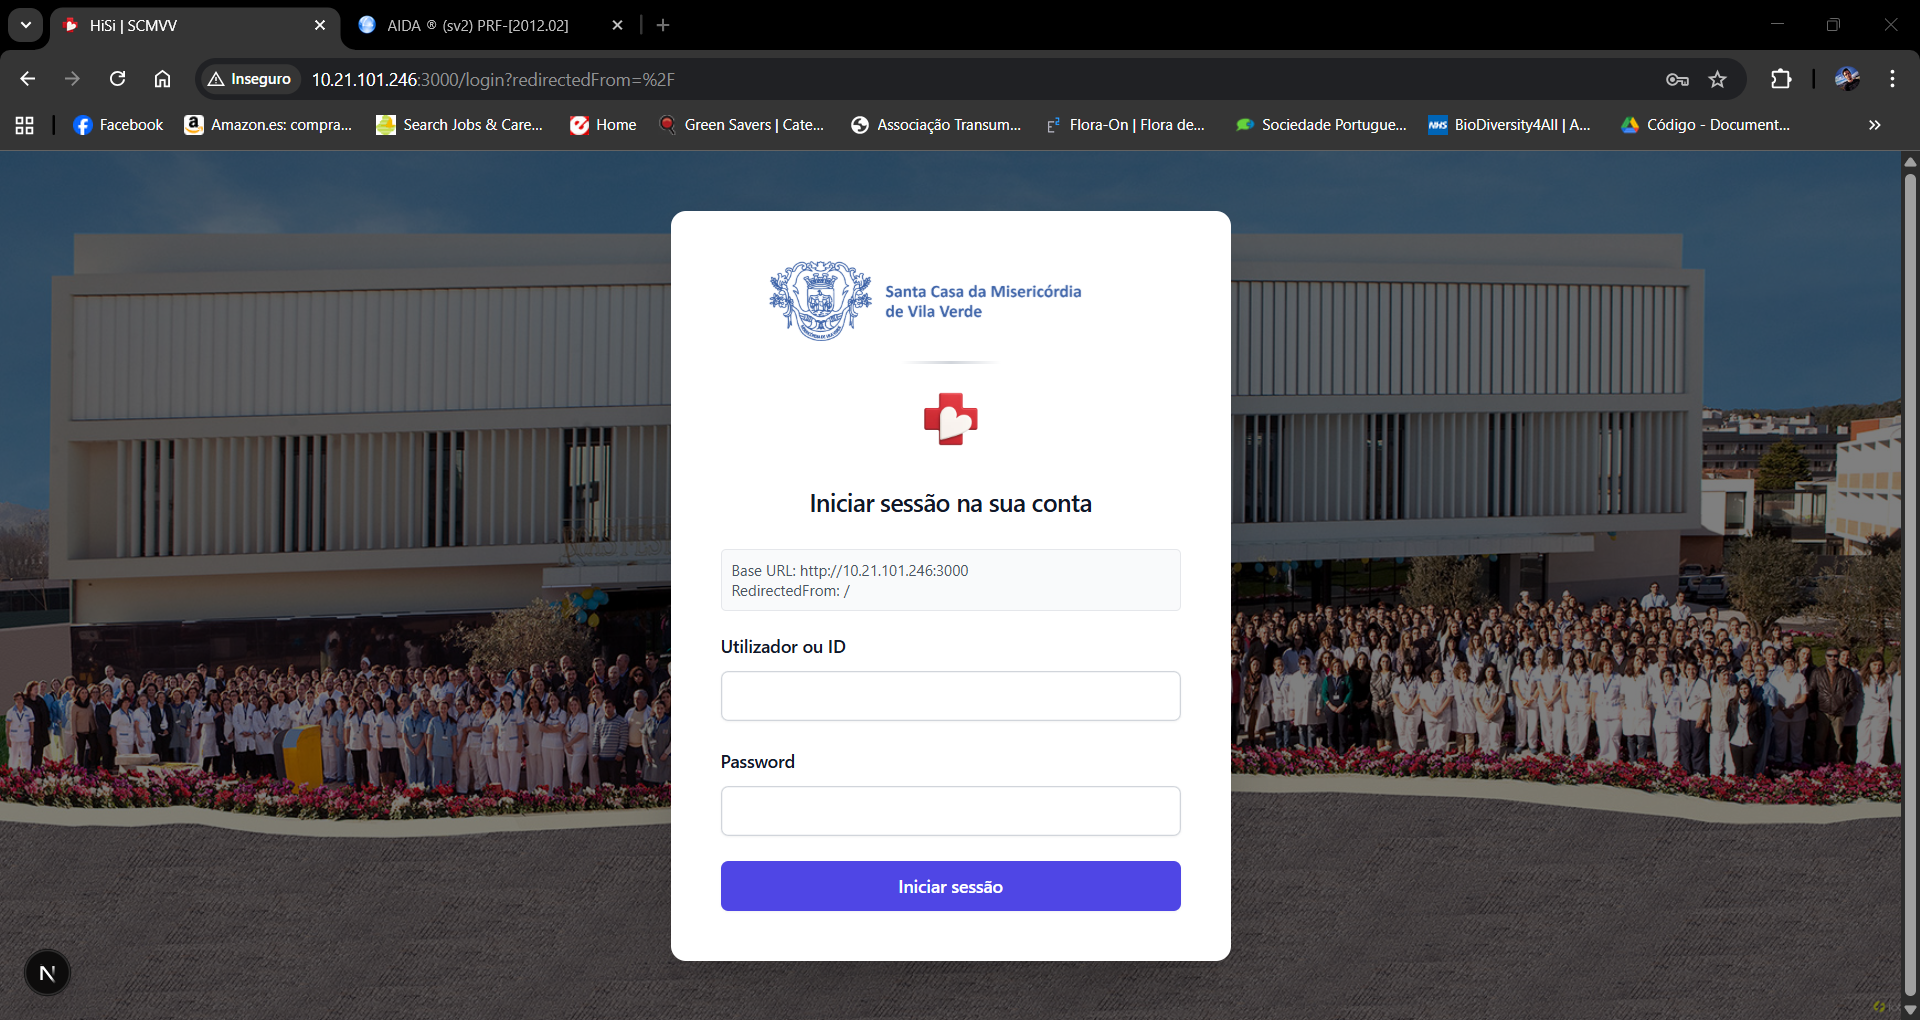 HiSi | SCMVV
AIDA ® (sv2) PRF-[2012.02]
Inseguro
10.21.101.246:3000/login?redirectedFrom=%2F
Facebook
Amazon.es: compra...
Search Jobs & Care...
Home
Green Savers | Cate...
Associação Transum...
Flora-On | Flora de...
Sociedade Portugue...
NHS
BioDiversity4All | A...
Código - Document...
Santa Casa da Misericórdia
de Vila Verde
Iniciar sessão na sua conta
Base URL: http://10.21.101.246:3000
RedirectedFrom: /
Utilizador ou ID
Password
Iniciar sessão
N